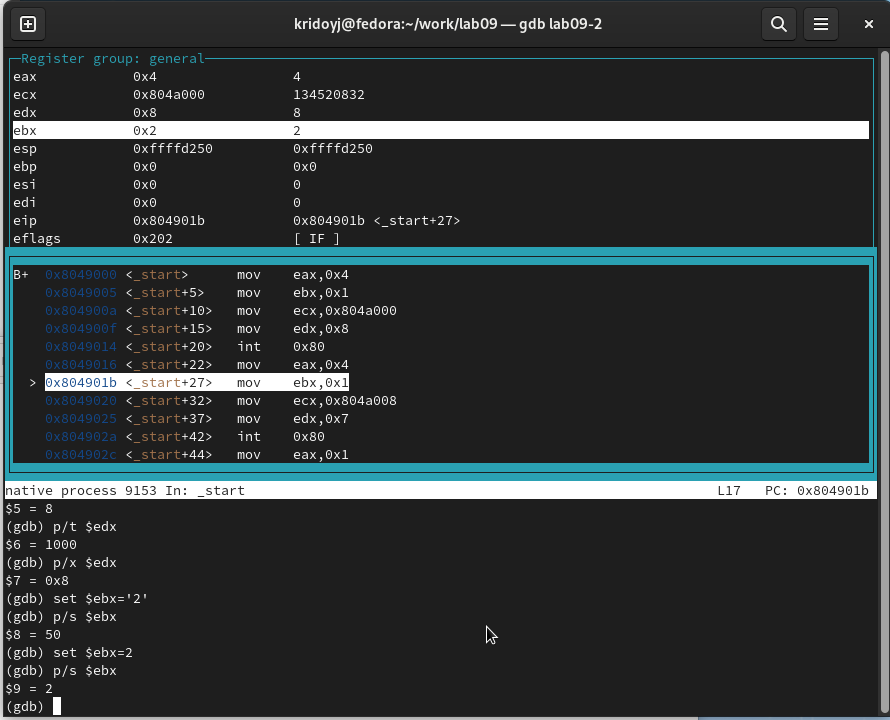 kridoyj@fedora:~/work/lab09 — gdb lab09-2
Register group: general
eax 0x4 4
ecx 0x804a000 134520832
edx 0x8 8
ebx 0x2 2
esp 0xffffd250 0xffffd250
ebp 0x0 0x0
esi 0x0 0
edi 0x0 0
eip 0x804901b 0x804901b <_start+27>
eflags 0x202 [ IF ]
B+ 0x8049000 <_start> mov eax,0x4
0x8049005 <_start+5> mov ebx,0x1
0x804900a <_start+10> mov ecx,0x804a000
0x804900f <_start+15> mov edx,0x8
0x8049014 <_start+20> int 0x80
0x8049016 <_start+22> mov eax,0x4
> 0x804901b <_start+27> mov ebx,0x1
0x8049020 <_start+32> mov ecx,0x804a008
0x8049025 <_start+37> mov edx,0x7
0x804902a <_start+42> int 0x80
0x804902c <_start+44> mov eax,0x1
native process 9153 In: _start L17 PC: 0x804901b
$5 = 8
(gdb) p/t $edx
$6 = 1000
(gdb) p/x $edx
$7 = 0x8
(gdb) set $ebx='2'
(gdb) p/s $ebx
$8 = 50
(gdb) set $ebx=2
(gdb) p/s $ebx
$9 = 2
(gdb)